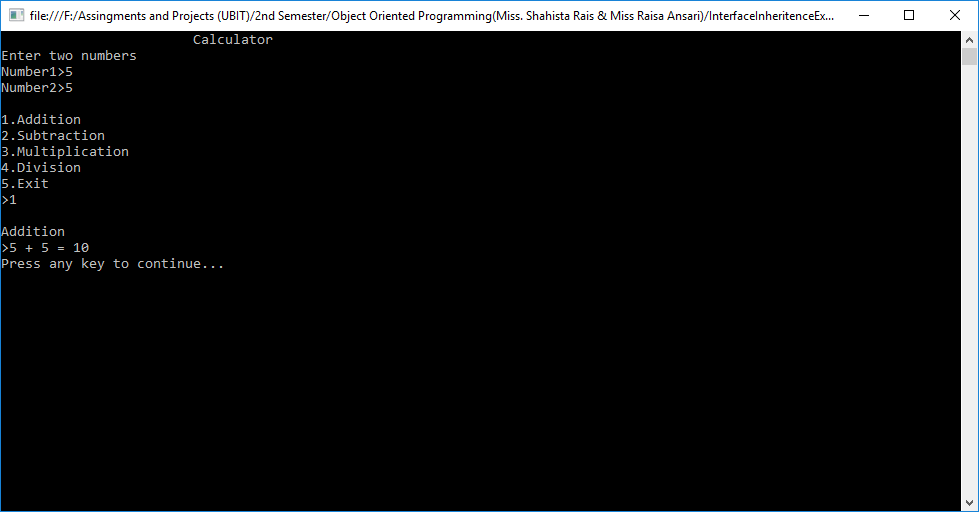 file:///F:/Assingments and Projects (UBIT)/2nd Semester/Object Oriented Programming(Miss. Shahista Rais & Miss Raisa Ansari)/InterfaceInheritenceEx...
Calculator
Enter two numbers
Number1>5
Number2>5
1.Addition
2.Subtraction
3.Multiplication
4.Division
5.Exit
>1
Addition
>5 + 5 = 10
Press any key to continue...